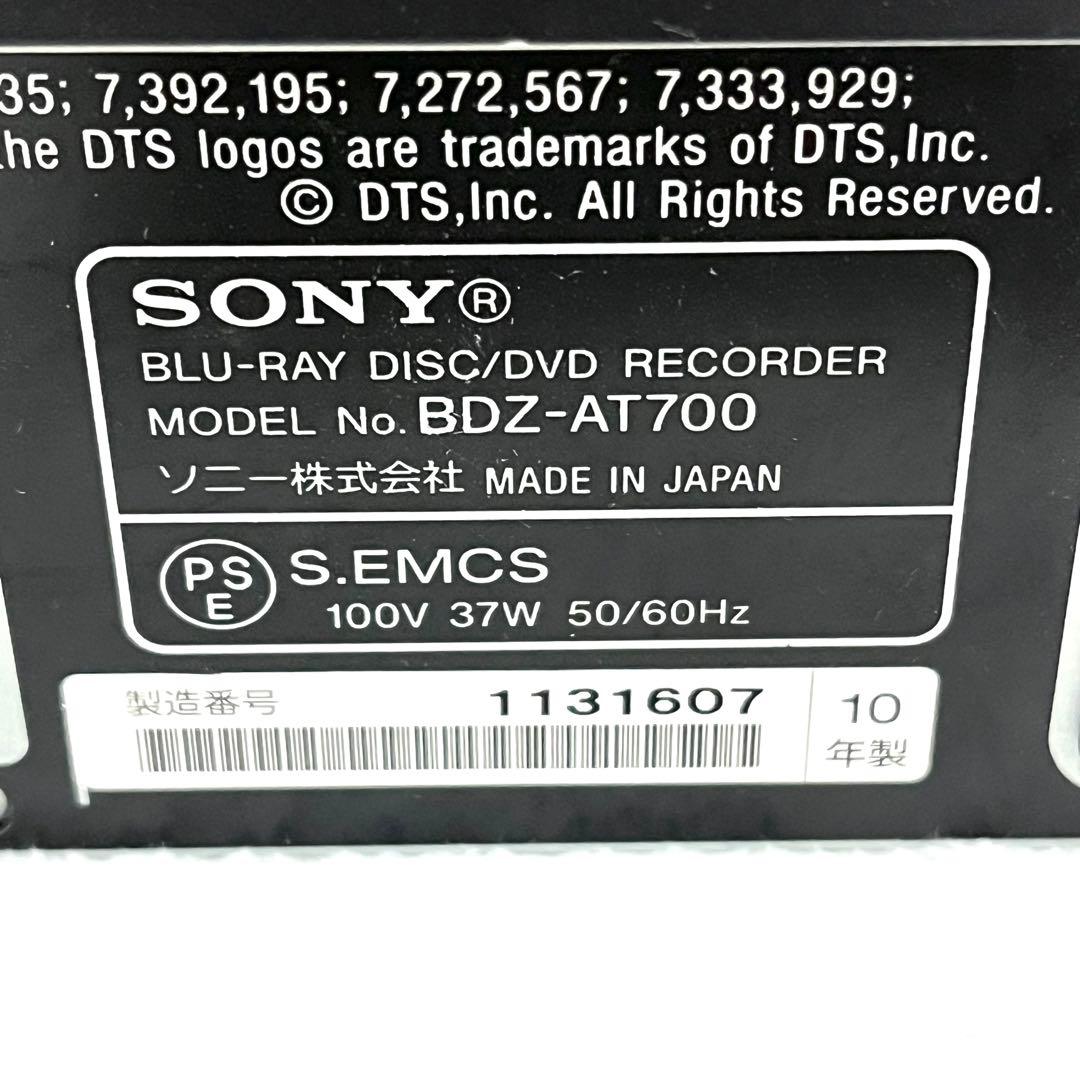 35; 7,392,195; 7,272,567; 7,333,929;
the DTS logos are trademarks of DTS,Inc.
© DTS,Inc. All Rights Reserved.
SONY®
BLU-RAY DISC/DVD RECORDER
MODEL No. BDZ-AT700
ソニー株式会社 MADE IN JAPAN
PSE S.EMCS
100V 37W 50/60Hz
製造番号 1131607
10
年製